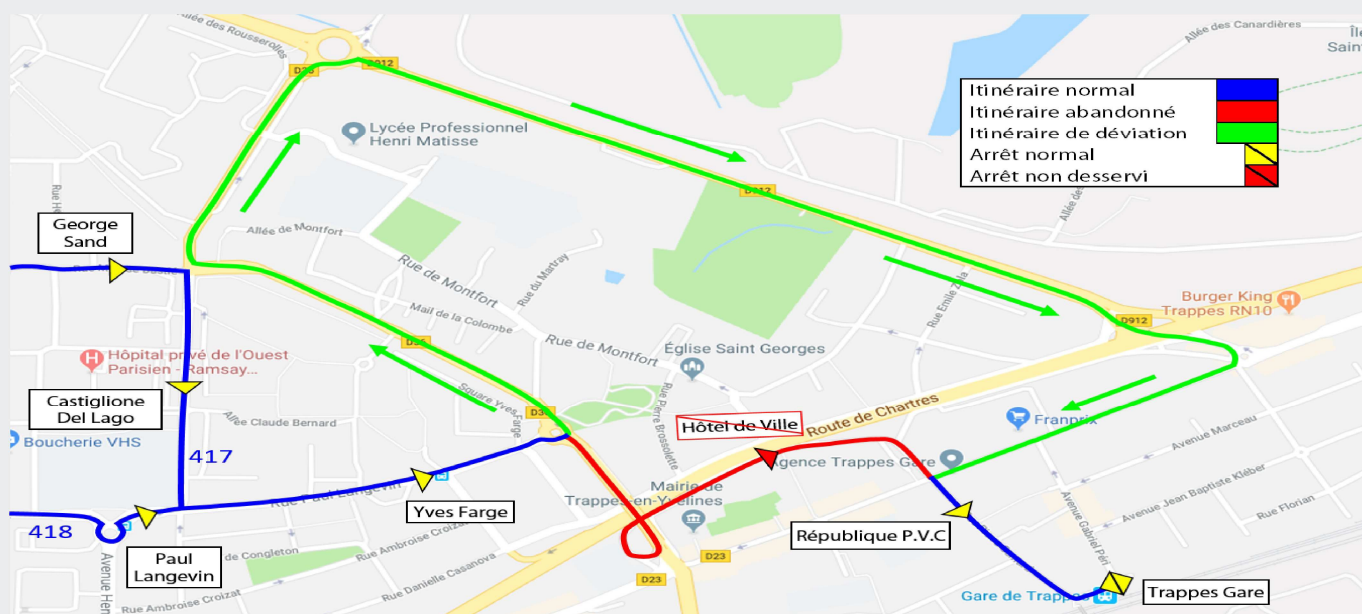 Allée des Rousserolles
Allée des Canardières
Itinéraire normal
Itinéraire abandonné
Itinéraire de déviation
Arrêt normal
Arrêt non desservi
D912
Lycée Professionnel
Henri Matisse
D912
George
Sand
Allée de Montfort
Rue de Montfort
Rue du Martray
Mail de la Colombe
Rue Emile Zola
Burger King
Trappes RN10
D912
Rue de Montfort
Hôpital privé de l'Ouest
Parisien - Ramsay...
Église Saint Georges
Castiglione
Del Lago
Square Yves
Farge
Rue Pierre Brossolette
Hôtel de Ville
Route de Chartres
Franprix
Allée Claude Bernard
Boucherie VHS
417
Avenue Marceau
Agence Trappes Gare
Rue Paul Langevin
Yves Farge
Mairie de
Trappes-en-Yvelines
Avenue Jean Baptiste Kléber
Rue Florian
418
Paul
Langevin
Rue Ambroise Croizat
République P.V.C
Avenue Gabriel Péri
de Congleton
Rue Danielle Casanova
D23
D23
Avenue Hen
Rue Ambroise Croizat
Gare de Trappes
Trappes Gare